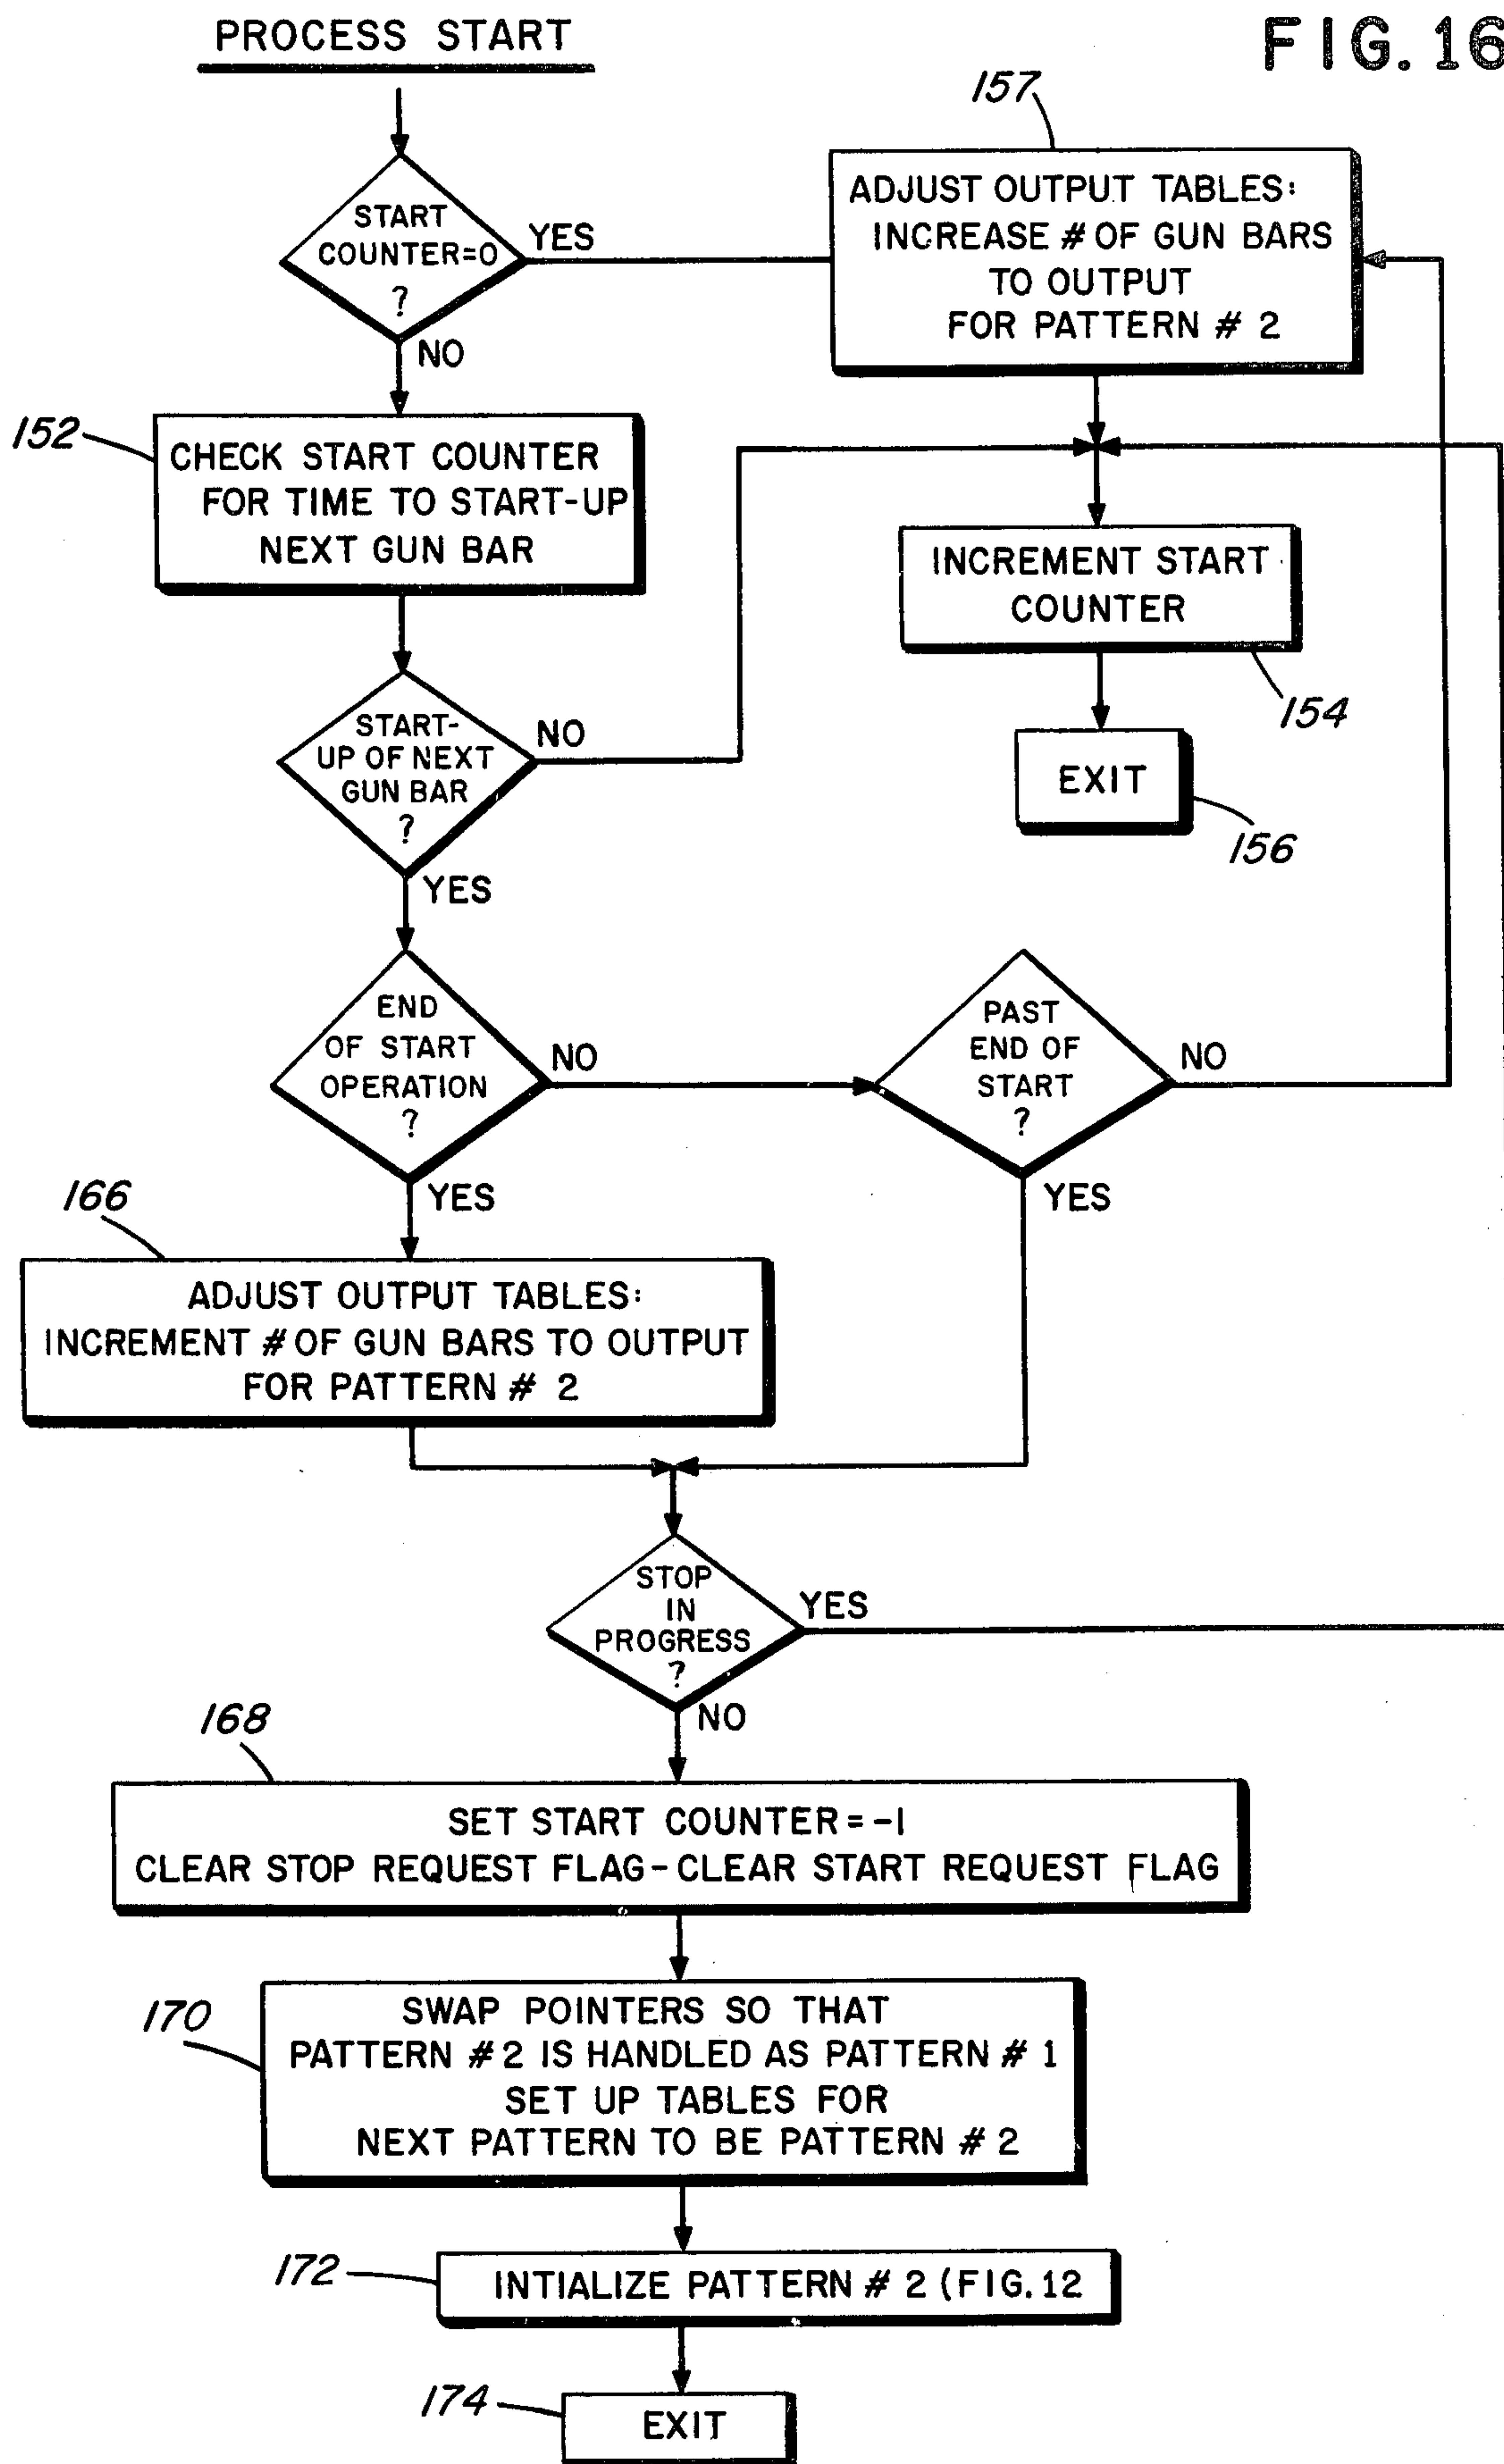 PROCESS START
FIG. 16
157
START
COUNTER=0
?
YES
NO
ADJUST OUTPUT TABLES:
INCREASE # OF GUN BARS
TO OUTPUT
FOR PATTERN # 2
152
CHECK START COUNTER
FOR TIME TO START-UP
NEXT GUN BAR
INCREMENT START
COUNTER
154
EXIT
156
START-
UP OF NEXT
GUN BAR
?
NO
YES
END
OF START
OPERATION
?
NO
YES
PAST
END OF
START
?
NO
YES
166
ADJUST OUTPUT TABLES:
INCREMENT # OF GUN BARS TO OUTPUT
FOR PATTERN # 2
STOP
IN
PROGRESS
?
YES
NO
168
SET START COUNTER = -1
CLEAR STOP REQUEST FLAG - CLEAR START REQUEST FLAG
170
SWAP POINTERS SO THAT
PATTERN # 2 IS HANDLED AS PATTERN # 1
SET UP TABLES FOR
NEXT PATTERN TO BE PATTERN # 2
172
INTIALIZE PATTERN # 2 (FIG. 12
174
EXIT